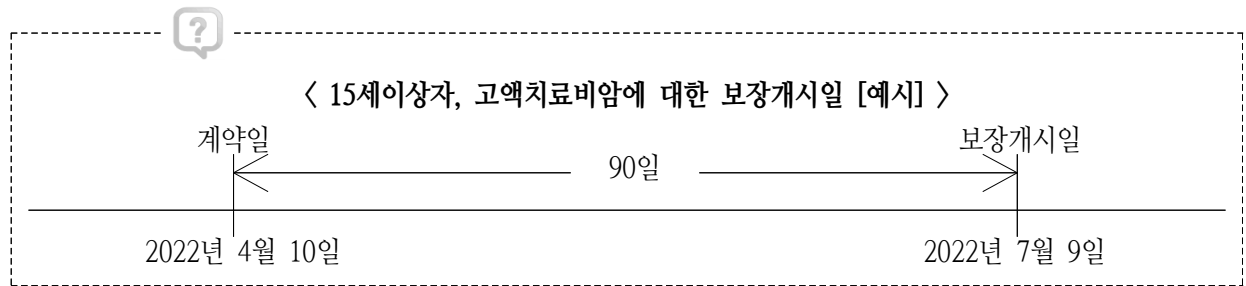 ?
〈 15세이상자, 고액치료비암에 대한 보장개시일 [예시] 〉
계약일 보장개시일
90일
2022년 4월 10일 2022년 7월 9일